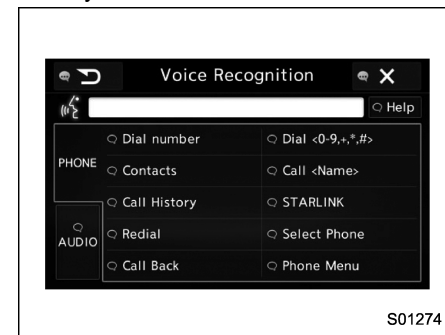 Voice Recognition
Help
PHONE
Dial number
Dial <0-9,+,*,#>
Contacts
Call <Name>
Call History
STARLINK
AUDIO
Redial
Select Phone
Call Back
Phone Menu
S01274